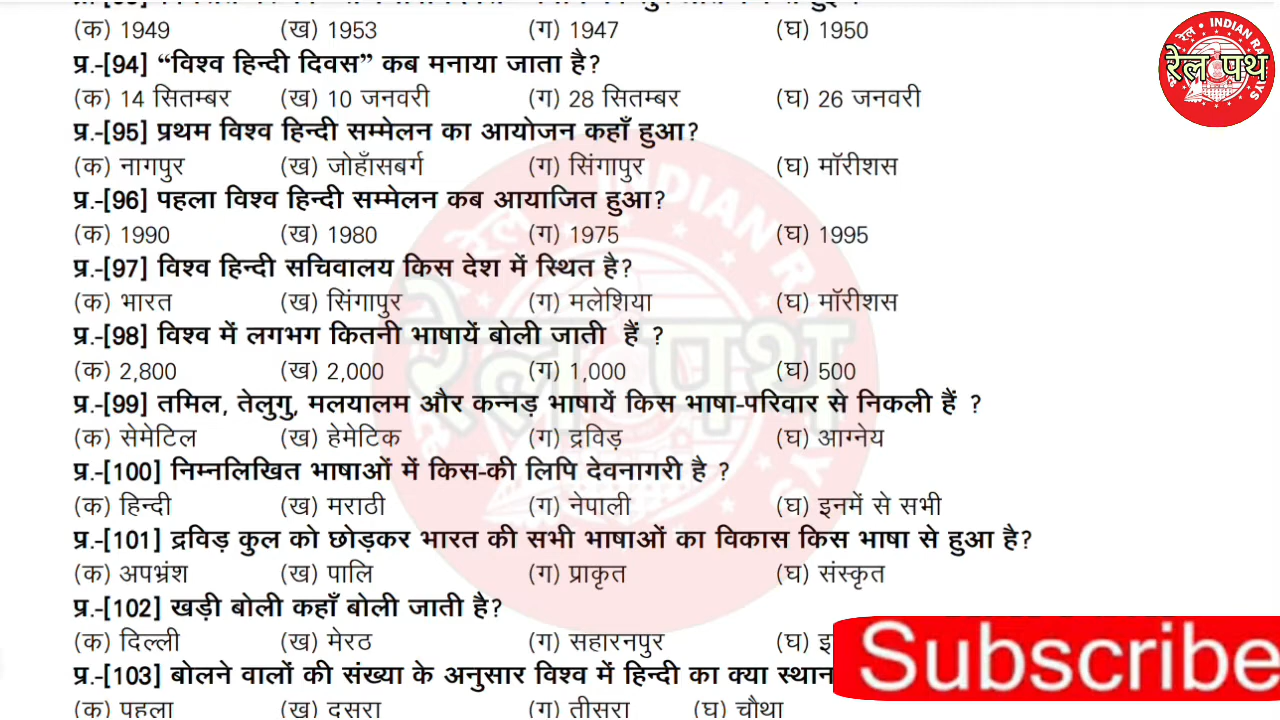 (क) 1949 (ख) 1953 (ग) 1947 (घ) 1950
प्र.-[94] “विश्व हिन्दी दिवस” कब मनाया जाता है?
(क) 14 सितम्बर (ख) 10 जनवरी (ग) 28 सितम्बर (घ) 26 जनवरी
प्र.-[95] प्रथम विश्व हिन्दी सम्मेलन का आयोजन कहाँ हुआ?
(क) नागपुर (ख) जोहाँसबर्ग (ग) सिंगापुर (घ) मॉरीशस
प्र.-[96] पहला विश्व हिन्दी सम्मेलन कब आयाजित हुआ?
(क) 1990 (ख) 1980 (ग) 1975 (घ) 1995
प्र.-[97] विश्व हिन्दी सचिवालय किस देश में स्थित है?
(क) भारत (ख) सिंगापुर (ग) मलेशिया (घ) मॉरीशस
प्र.-[98] विश्व में लगभग कितनी भाषायें बोली जाती हैं ?
(क) 2,800 (ख) 2,000 (ग) 1,000 (घ) 500
प्र.-[99] तमिल, तेलुगु, मलयालम और कन्नड़ भाषायें किस भाषा-परिवार से निकली हैं ?
(क) सेमेटिल (ख) हेमेटिक (ग) द्रविड़ (घ) आग्नेय
प्र.-[100] निम्नलिखित भाषाओं में किस-की लिपि देवनागरी है ?
(क) हिन्दी (ख) मराठी (ग) नेपाली (घ) इनमें से सभी
प्र.-[101] द्रविड़ कुल को छोड़कर भारत की सभी भाषाओं का विकास किस भाषा से हुआ है?
(क) अपभ्रंश (ख) पालि (ग) प्राकृत (घ) संस्कृत
प्र.-[102] खड़ी बोली कहाँ बोली जाती है?
(क) दिल्ली (ख) मेरठ (ग) सहारनपुर (घ)
प्र.-[103] बोलने वालों की संख्या के अनुसार विश्व में हिन्दी का क्या स्थान
(क) पहला (ख) दूसरा (ग) तीसरा (घ) चौथा
Subscribe
रेल पथ
INDIAN RAILWAYS